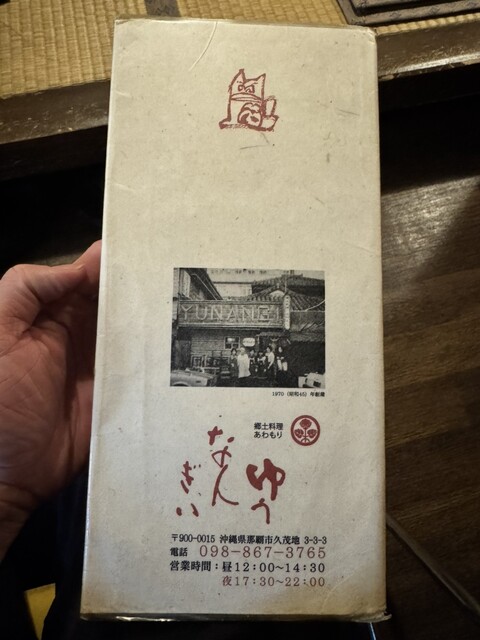 YUNANGI
1970（昭和45）年創業
郷土料理
あわもり
ゆう
なん
ぎい
〒900-0015 沖縄県那覇市久茂地 3-3-3
電話 098-867-3765
営業時間：昼12:00〜14:30
夜17:30〜22:00